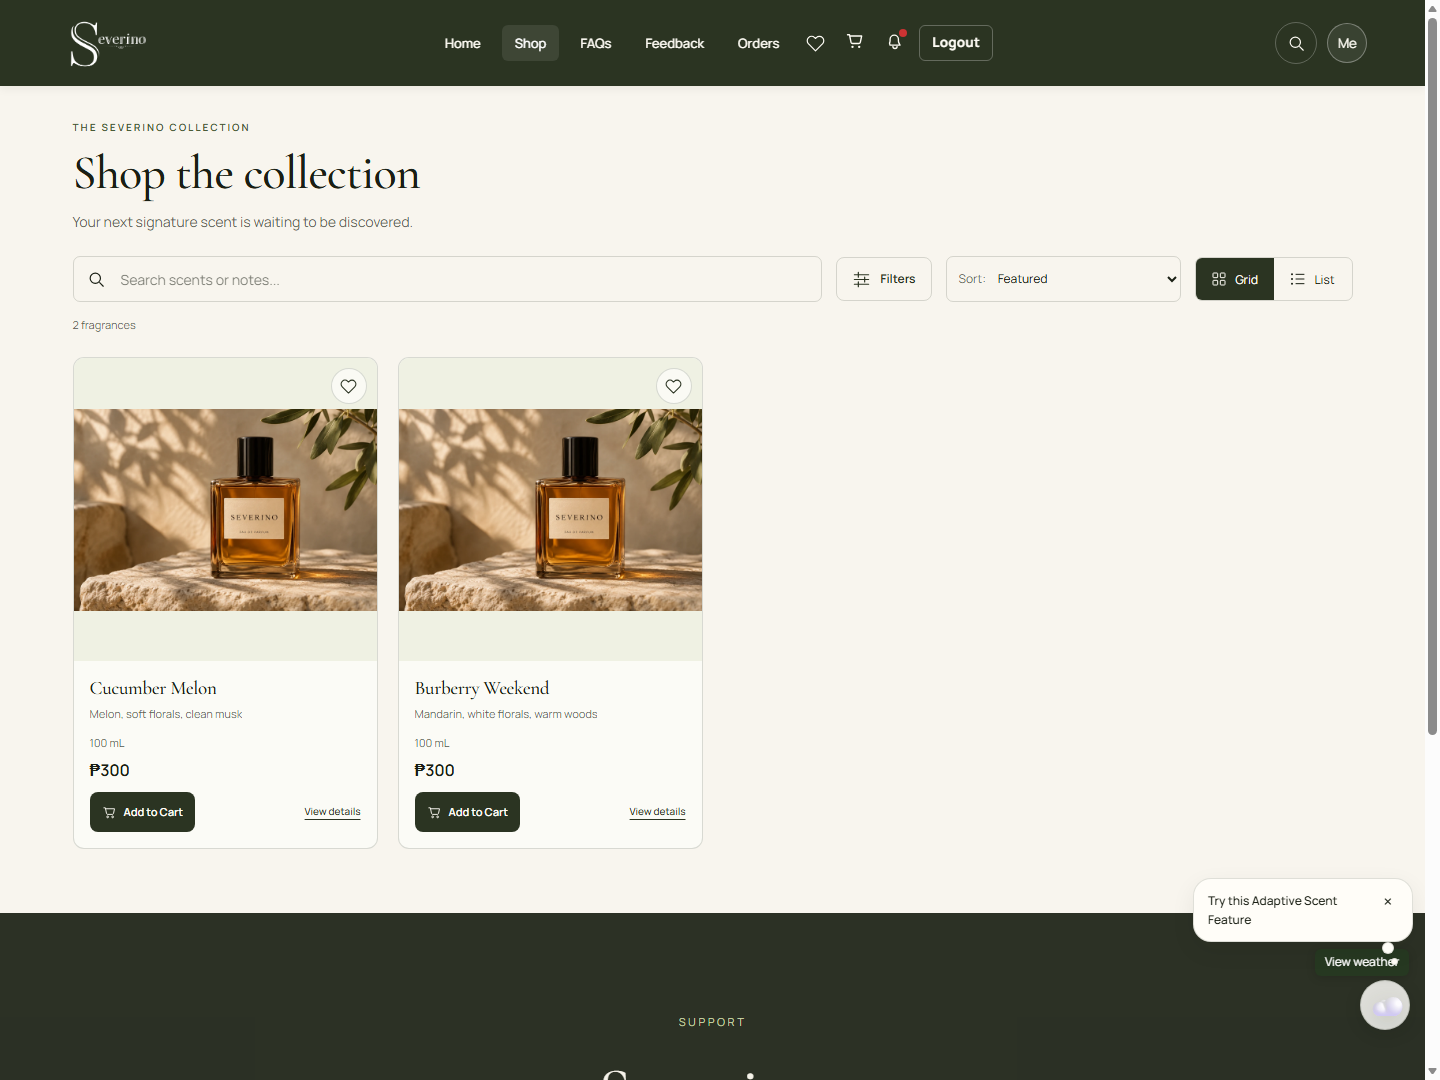 Severino
Home
Shop
FAQs
Feedback
Orders
Logout
Me
THE SEVERINO COLLECTION
Shop the collection
Your next signature scent is waiting to be discovered.
Search scents or notes...
Filters
Sort: Featured
Grid
List
2 fragrances
SEVERINO
SEVERINO
Cucumber Melon
Melon, soft florals, clean musk
100 mL
₱300
Add to Cart
View details
Burberry Weekend
Mandarin, white florals, warm woods
100 mL
₱300
Add to Cart
View details
Try this Adaptive Scent
Feature
×
View weather
SUPPORT